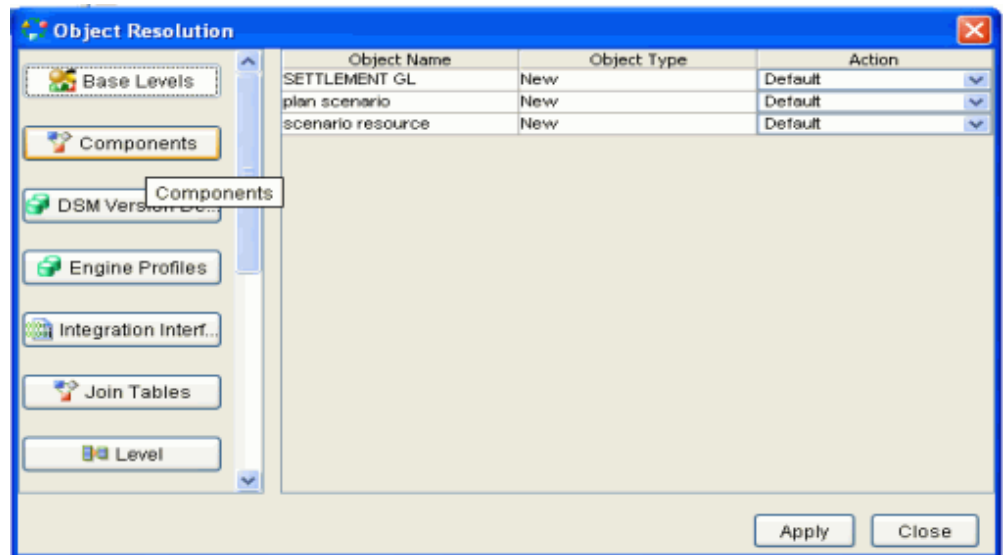 Object Resolution
Base Levels
Components
Components
DSM Version De...
Engine Profiles
Integration Interf...
Join Tables
Level
Object Name Object Type Action
SETTLEMENT GL New Default
plan scenario New Default
scenario resource New Default
Apply Close